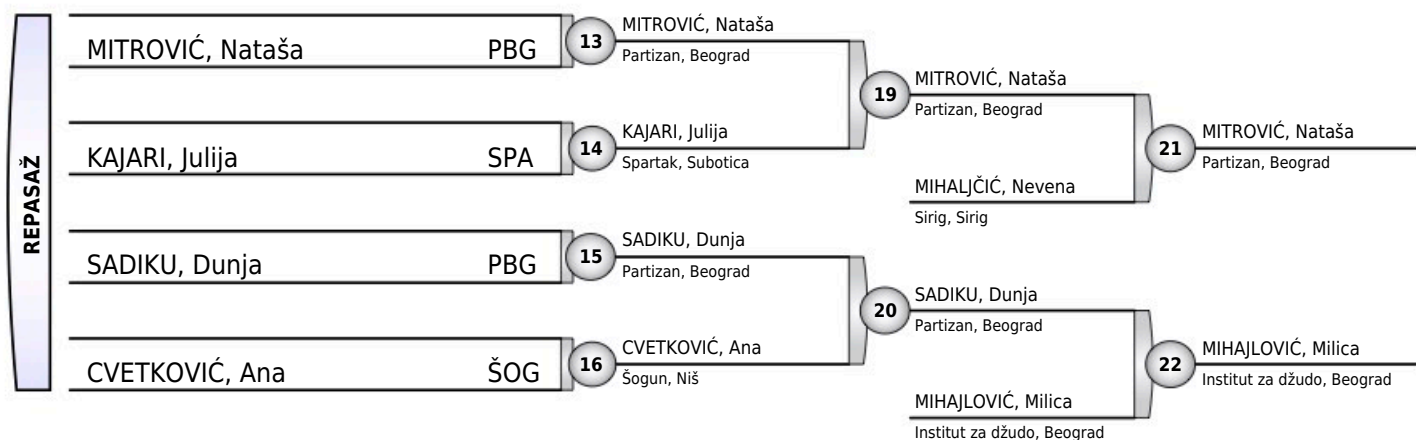 REPASAŽ
MITROVIĆ, Nataša PBG
KAJARI, Julija SPA
SADIKU, Dunja PBG
CVETKOVIĆ, Ana ŠOG
13
MITROVIĆ, Nataša
Partizan, Beograd
14
KAJARI, Julija
Spartak, Subotica
15
SADIKU, Dunja
Partizan, Beograd
16
CVETKOVIĆ, Ana
Šogun, Niš
19
MITROVIĆ, Nataša
Partizan, Beograd
MIHALJČIĆ, Nevena
Sirig, Sirig
20
SADIKU, Dunja
Partizan, Beograd
MIHAJLOVIĆ, Milica
Institut za džudo, Beograd
21
MITROVIĆ, Nataša
Partizan, Beograd
22
MIHAJLOVIĆ, Milica
Institut za džudo, Beograd